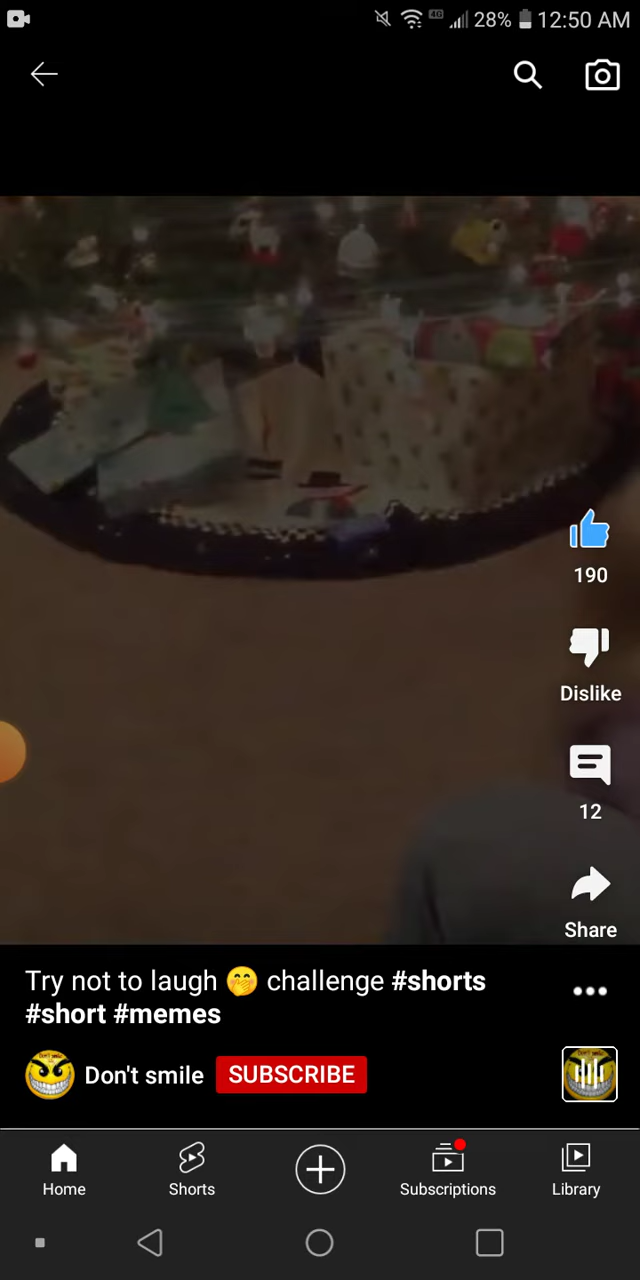 4G 28% 12:50 AM
190
Dislike
12
Share
Try not to laugh 🤭 challenge #shorts
#short #memes
Don't smile SUBSCRIBE
Home Shorts Subscriptions Library